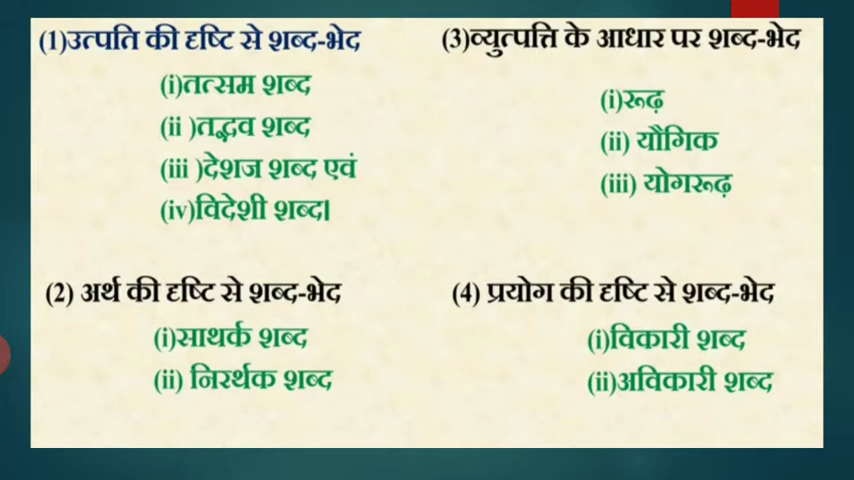 (1)उत्पति की दृष्टि से शब्द-भेद
(i)तत्सम शब्द
(ii )तद्भव शब्द
(iii )देशज शब्द एवं
(iv)विदेशी शब्द।
(2) अर्थ की दृष्टि से शब्द-भेद
(i)साथर्क शब्द
(ii) निरर्थक शब्द
(3)व्युत्पत्ति के आधार पर शब्द-भेद
(i)रूढ़
(ii) यौगिक
(iii) योगरूढ़
(4) प्रयोग की दृष्टि से शब्द-भेद
(i)विकारी शब्द
(ii)अविकारी शब्द